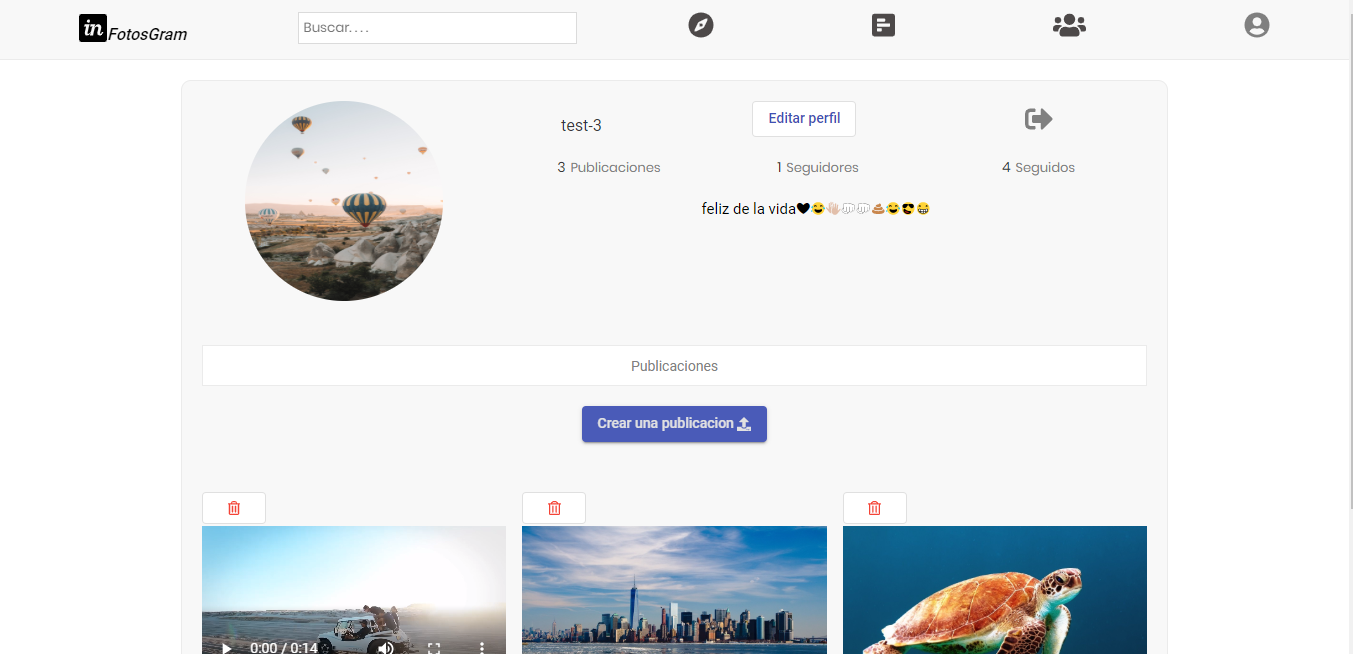 in FotosGram
Buscar....
test-3
Editar perfil
3 Publicaciones
1 Seguidores
4 Seguidos
feliz de la vida🖤😂👋🏻👊🏻👊🏻💩😂😎😁
Publicaciones
Crear una publicacion
0:00 / 0:14